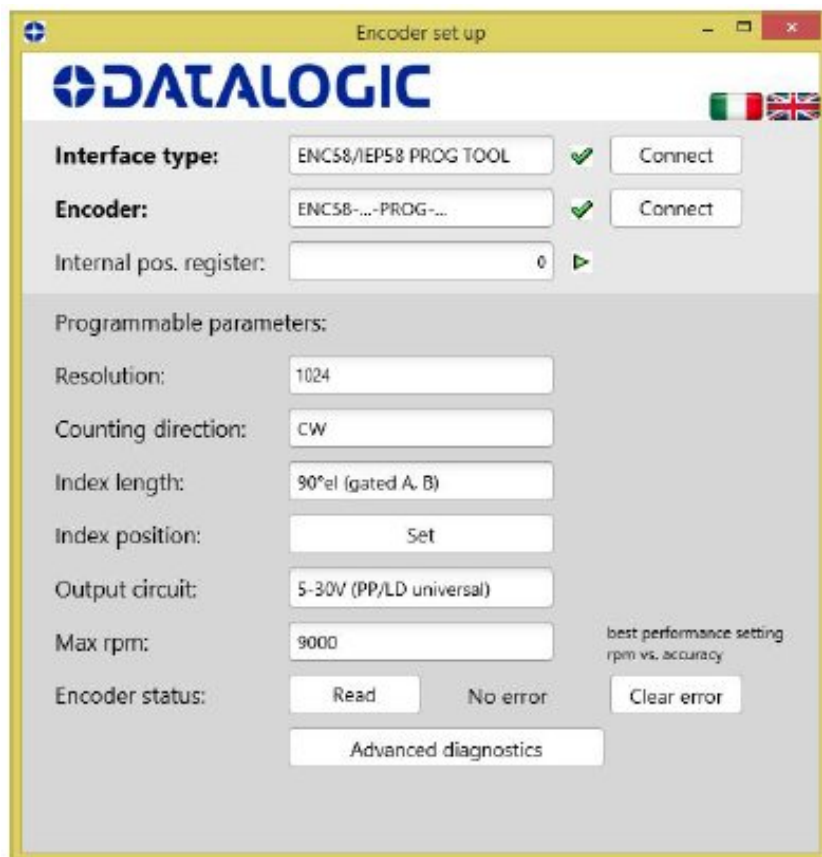 Encoder set up
DATALOGIC
Interface type: ENC58/IEP58 PROG TOOL Connect
Encoder: ENC58-...-PROG-... Connect
Internal pos. register: 0
Programmable parameters:
Resolution: 1024
Counting direction: CW
Index length: 90°el (gated A, B)
Index position: Set
Output circuit: 5-30V (PP/LD universal)
Max rpm: 9000 best performance setting
rpm vs. accuracy
Encoder status: Read No error Clear error
Advanced diagnostics